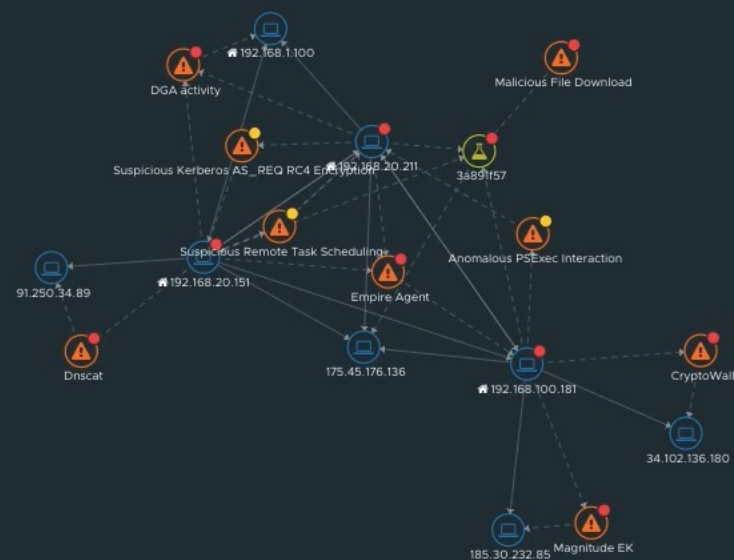 192.168.1.100
Malicious File Download
DGA activity
192.168.20.211
Suspicious Kerberos AS_REQ RC4 Encryption
3a891f57
Suspicious Remote Task Scheduling
Anomalous PSExec Interaction
192.168.20.151
91.250.34.89
Empire Agent
175.45.176.136
Dnscat
CryptoWall
192.168.100.181
34.102.136.180
185.30.232.85
Magnitude EK